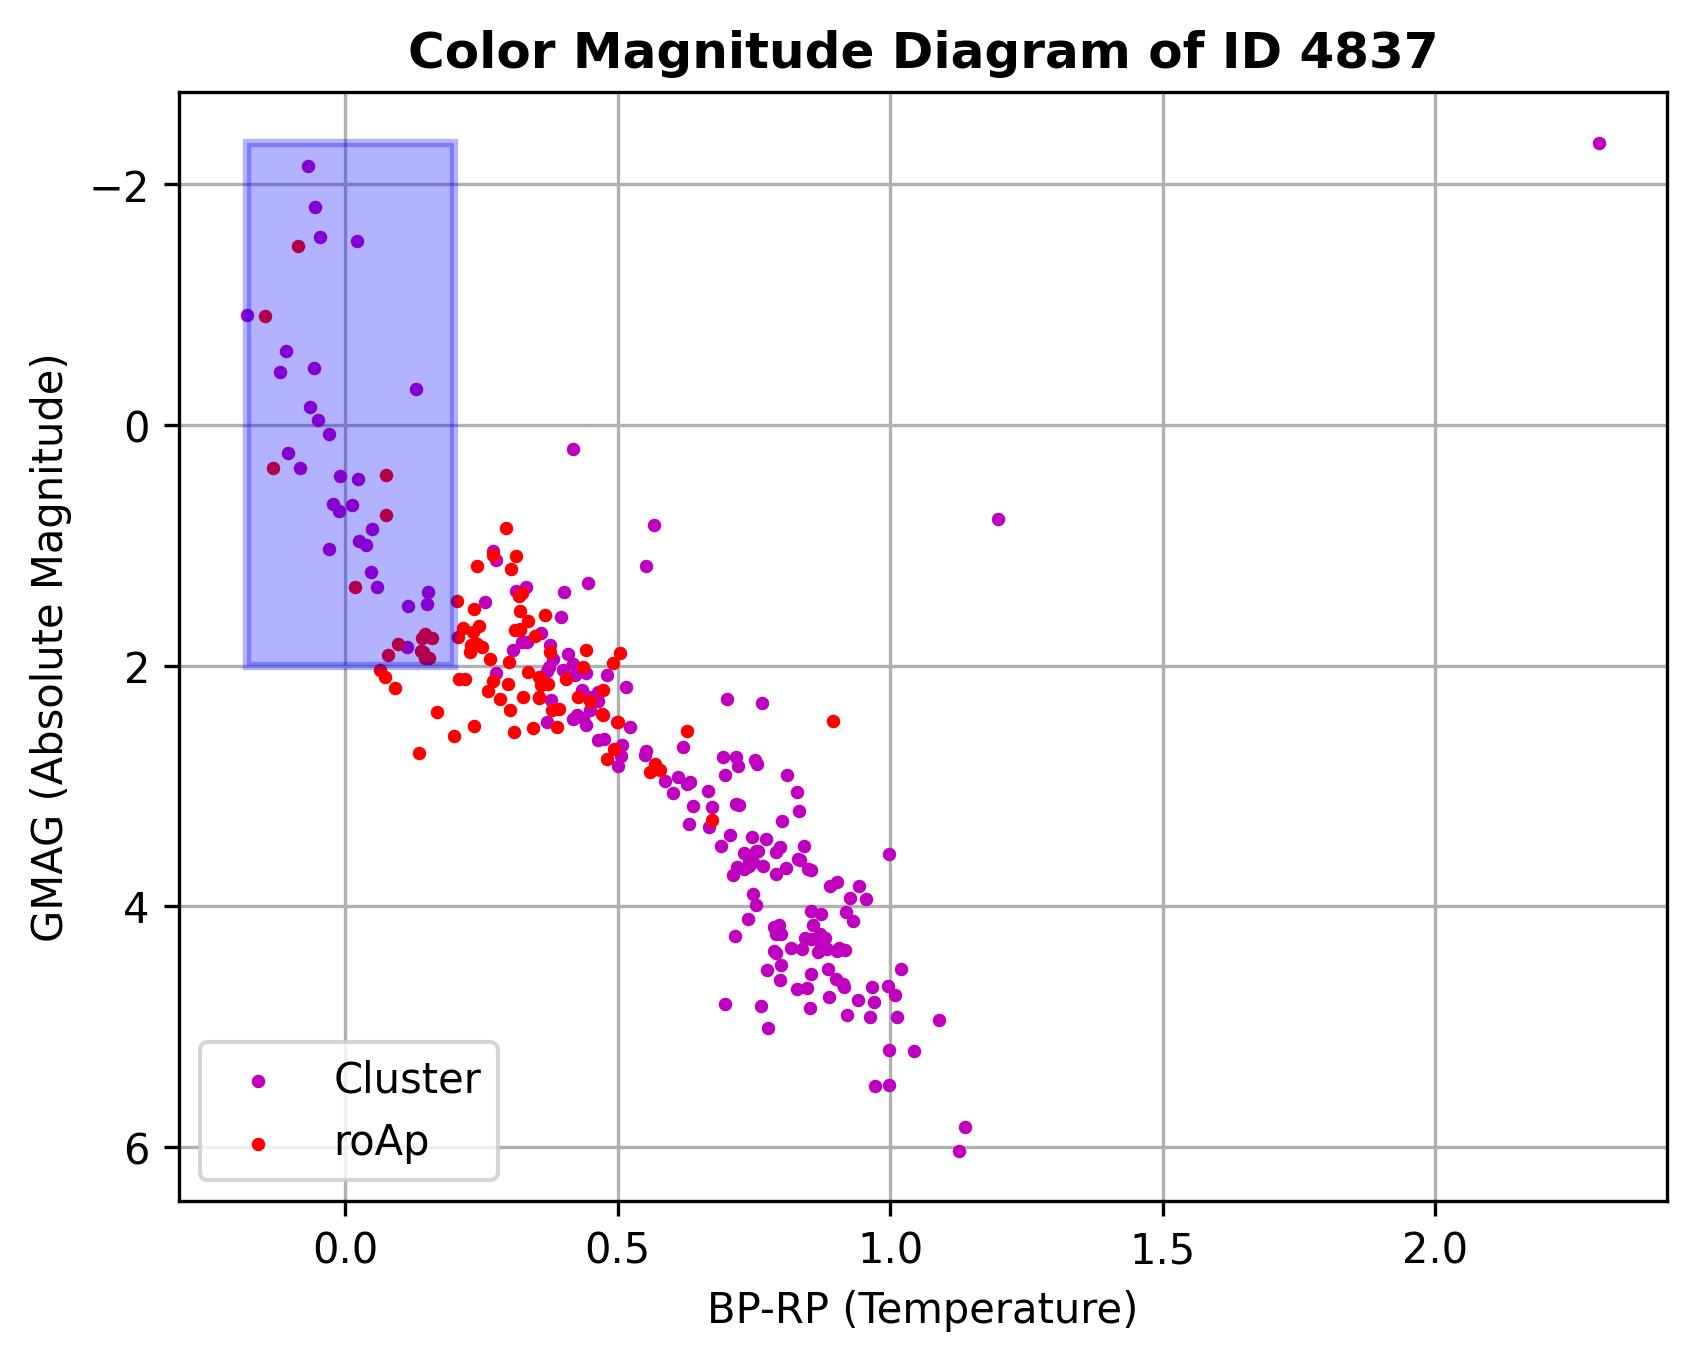 Color Magnitude Diagram of ID 4837
−2
0
2
4
6
GMAG (Absolute Magnitude)
Cluster
roAp
0.0 0.5 1.0 1.5 2.0
BP-RP (Temperature)